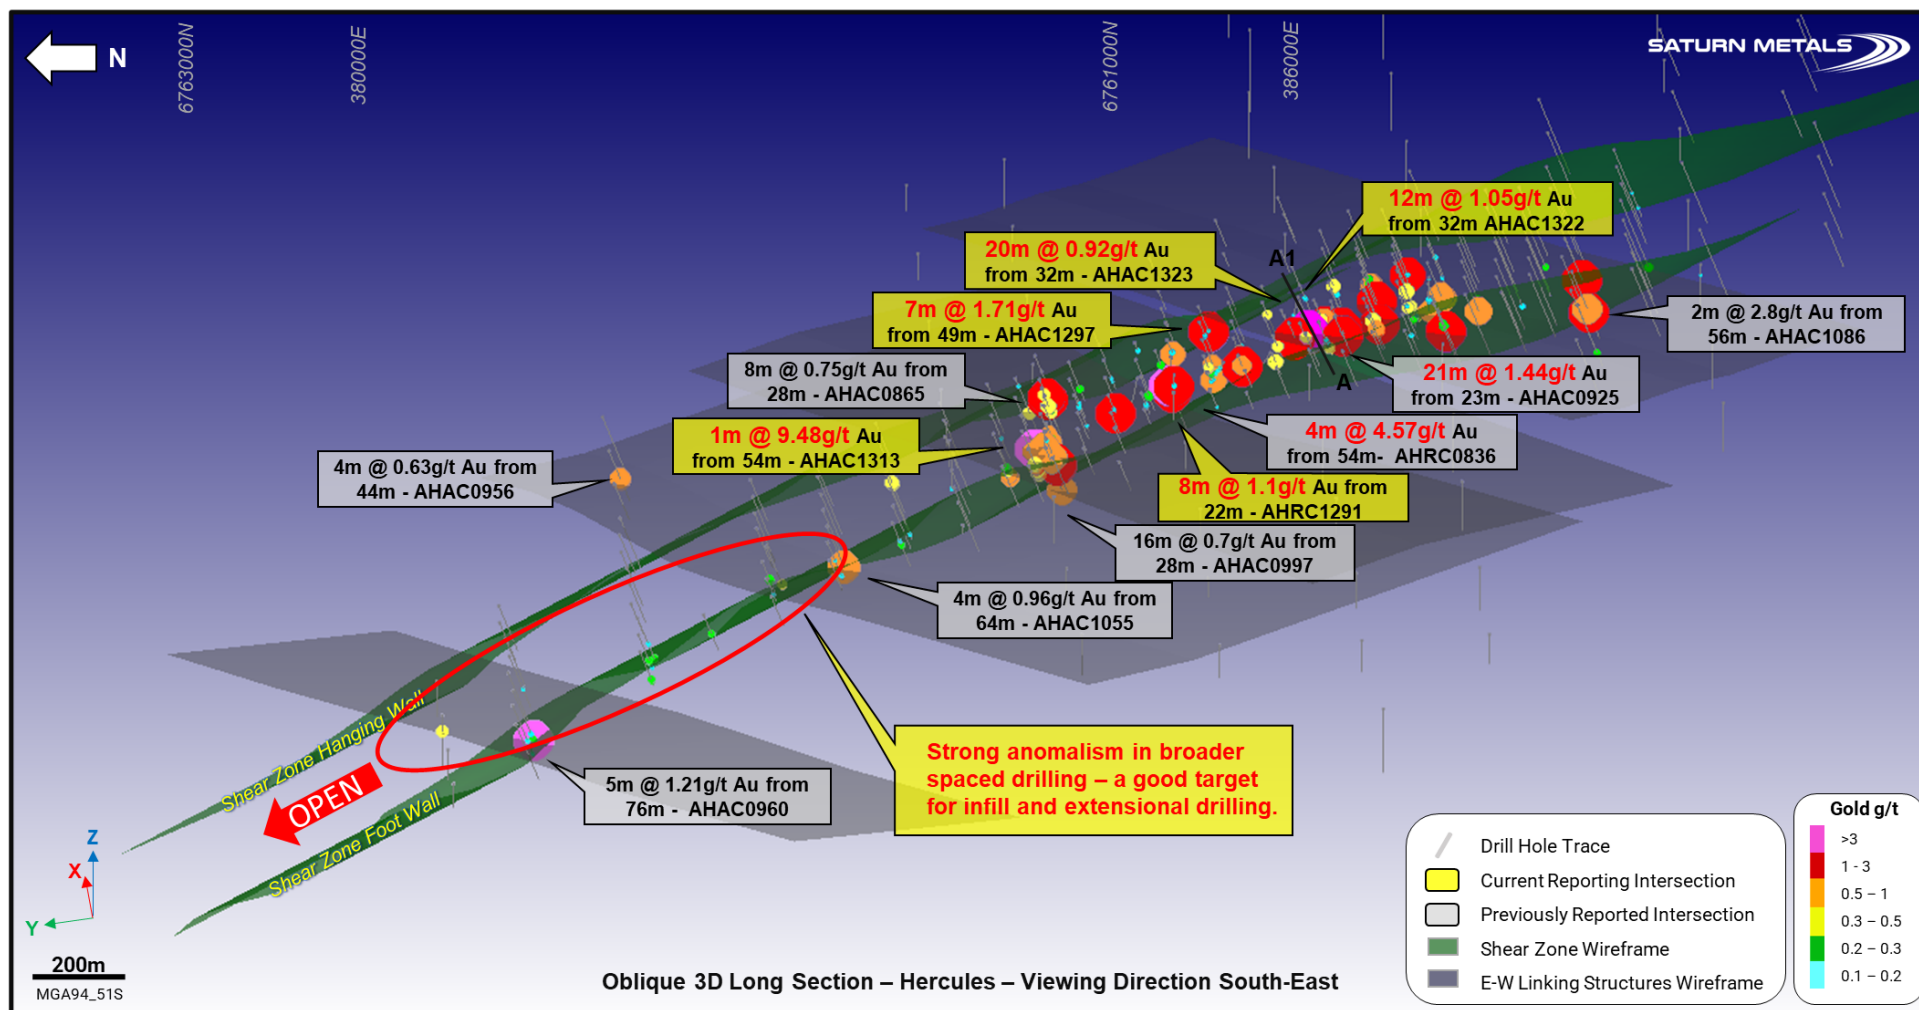 N
6763000N
380000E
6761000N
386000E
SATURN METALS
12m @ 1.05g/t Au
from 32m AHAC1322
20m @ 0.92g/t Au
from 32m - AHAC1323
A1
7m @ 1.71g/t Au
from 49m - AHAC1297
2m @ 2.8g/t Au from
56m - AHAC1086
8m @ 0.75g/t Au from
28m - AHAC0865
A
21m @ 1.44g/t Au
from 23m - AHAC0925
1m @ 9.48g/t Au
from 54m - AHAC1313
4m @ 4.57g/t Au
from 54m- AHRC0836
4m @ 0.63g/t Au from
44m - AHAC0956
8m @ 1.1g/t Au from
22m - AHRC1291
16m @ 0.7g/t Au from
28m - AHAC0997
4m @ 0.96g/t Au from
64m - AHAC1055
Shear Zone Hanging Wall
OPEN
Shear Zone Foot Wall
5m @ 1.21g/t Au from
76m - AHAC0960
Strong anomalism in broader
spaced drilling – a good target
for infill and extensional drilling.
Z
X
Y
200m
MGA94_51S
Oblique 3D Long Section – Hercules – Viewing Direction South-East
Drill Hole Trace
Current Reporting Intersection
Previously Reported Intersection
Shear Zone Wireframe
E-W Linking Structures Wireframe
Gold g/t
>3
1 - 3
0.5 – 1
0.3 – 0.5
0.2 – 0.3
0.1 – 0.2